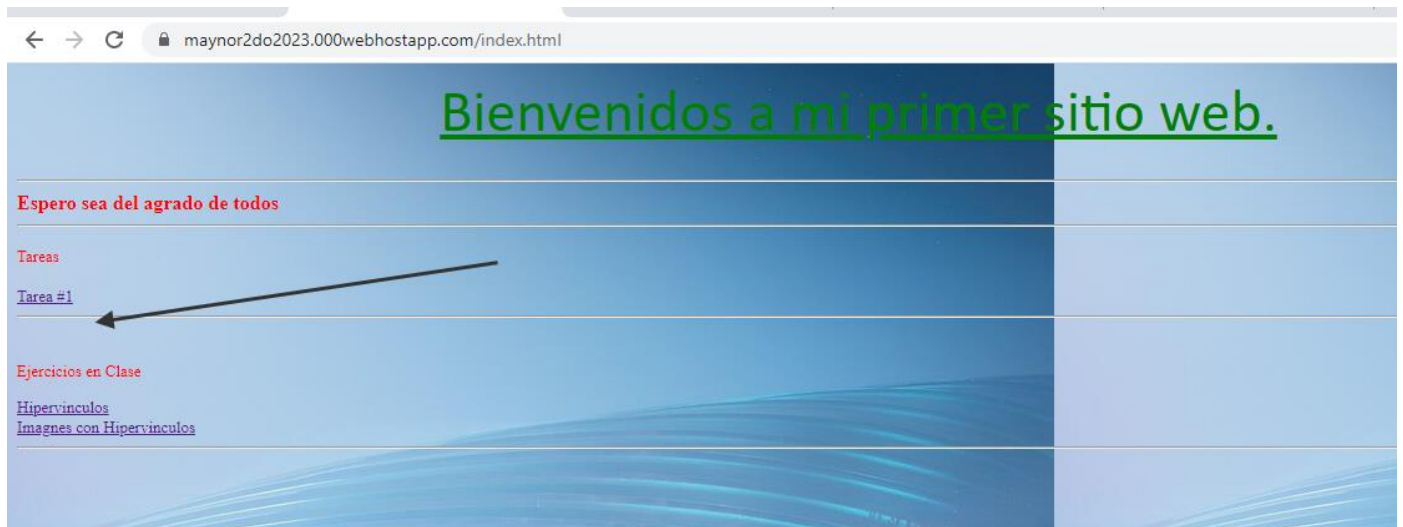 maynor2do2023.000webhostapp.com/index.html
Bienvenidos a mi primer sitio web.
Espero sea del agrado de todos
Tareas
Tarea #1
Ejercicios en Clase
Hipervinculos
Imagnes con Hipervinculos